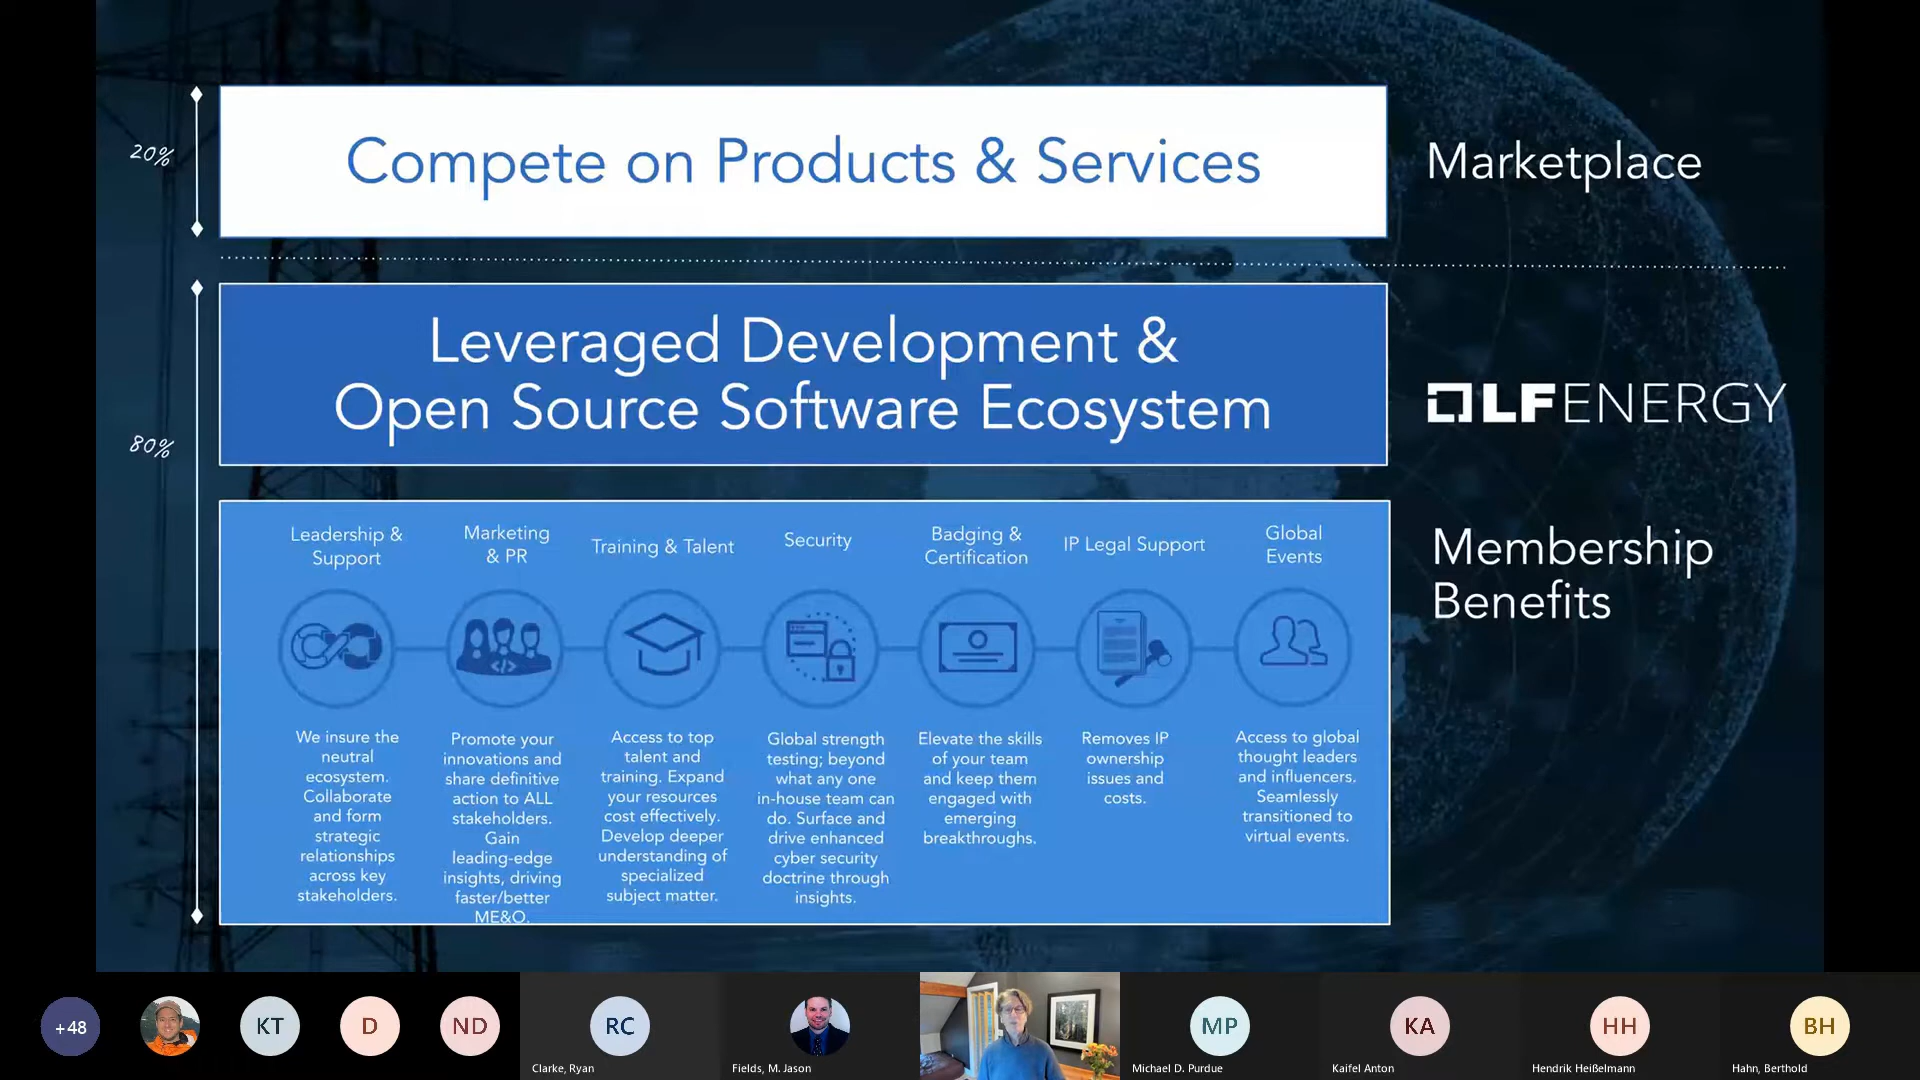 20%
Compete on Products & Services
Marketplace
80%
Leveraged Development &
Open Source Software Ecosystem
LFENERGY
Membership
Benefits
Leadership &
Support
Marketing
& PR
Training & Talent
Security
Badging &
Certification
IP Legal Support
Global
Events
</>
We insure the
neutral
ecosystem.
Collaborate
and form
strategic
relationships
across key
stakeholders.
Promote your
innovations and
share definitive
action to ALL
stakeholders.
Gain
leading-edge
insights, driving
faster/better
ME&O.
Access to top
talent and
training. Expand
your resources
cost effectively.
Develop deeper
understanding of
specialized
subject matter.
Global strength
testing; beyond
what any one
in-house team can
do. Surface and
drive enhanced
cyber security
doctrine through
insights.
Elevate the skills
of your team
and keep them
engaged with
emerging
breakthroughs.
Removes IP
ownership
issues and
costs.
Access to global
thought leaders
and influencers.
Seamlessly
transitioned to
virtual events.
+48
KT
D
ND
RC
Clarke, Ryan
Fields, M. Jason
MP
Michael D. Purdue
KA
Kaifel Anton
HH
Hendrik Heißelmann
BH
Hahn, Berthold